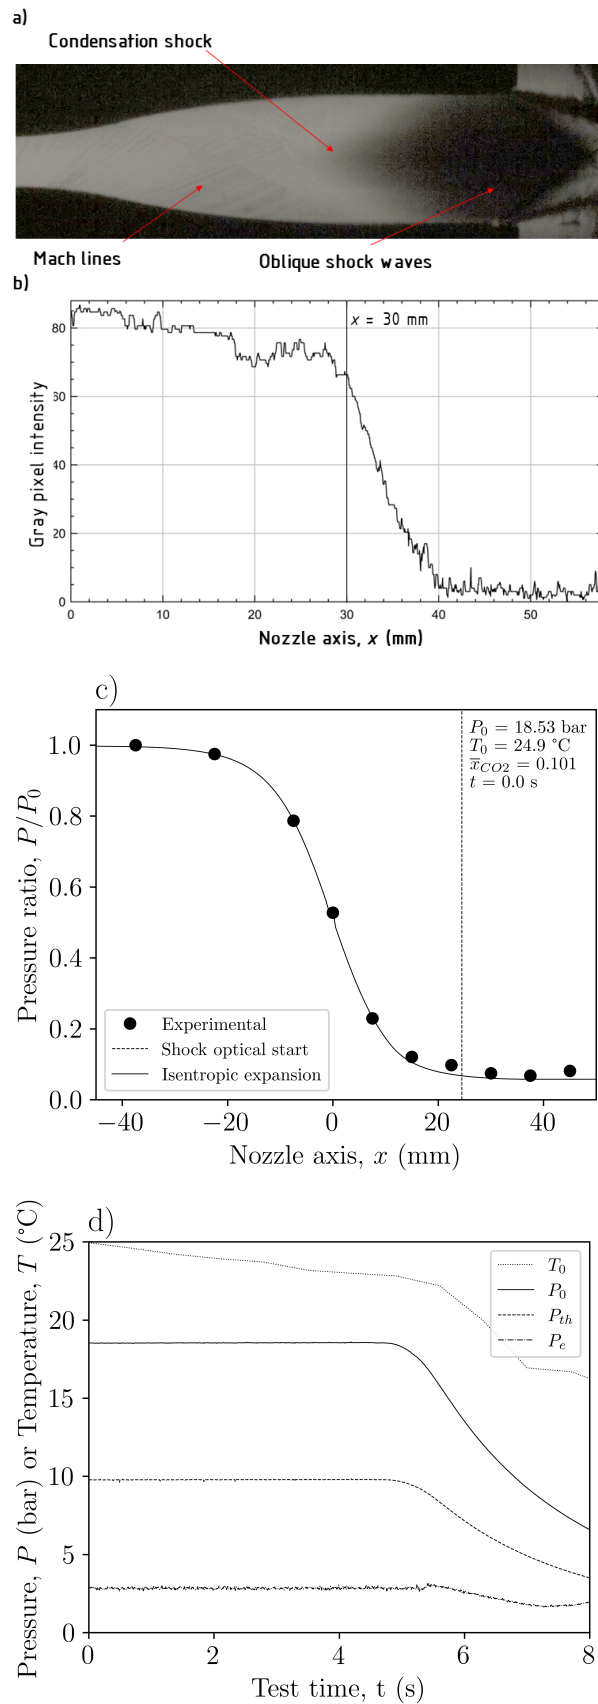 a)
Condensation shock
Mach lines
Oblique shock waves
b)
x = 30 mm
80
60
40
20
0
Gray pixel intensity
0 10 20 30 40 50
Nozzle axis, x (mm)
c)
P0 = 18.53 bar
T0 = 24.9 °C
x̅CO2 = 0.101
t = 0.0 s
1.0
0.8
0.6
0.4
0.2
0.0
Pressure ratio, P/P0
Experimental
Shock optical start
Isentropic expansion
−40 −20 0 20 40
Nozzle axis, x (mm)
d)
25
20
15
10
5
0
Pressure, P (bar) or Temperature, T (°C)
T0
P0
Pth
Pe
0 2 4 6 8
Test time, t (s)